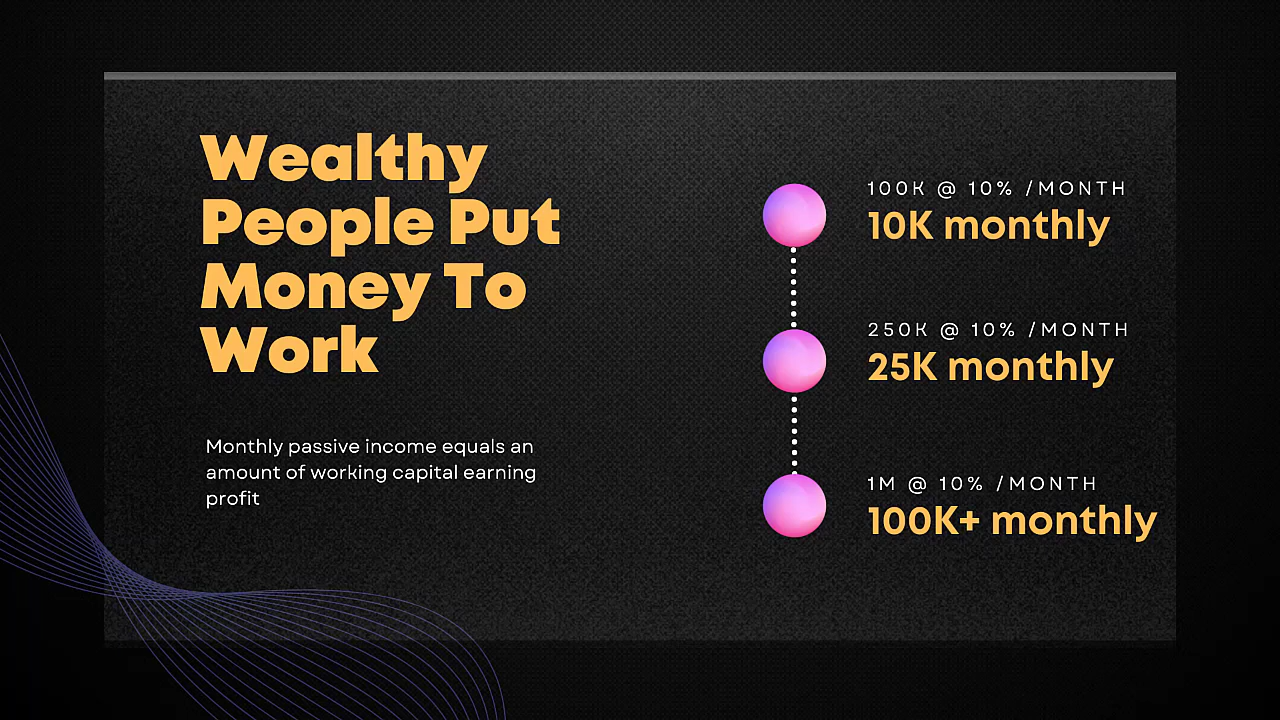 Wealthy
People Put
Money To
Work
Monthly passive income equals an
amount of working capital earning
profit
100K @ 10% /MONTH
10K monthly
250K @ 10% /MONTH
25K monthly
1M @ 10% /MONTH
100K+ monthly